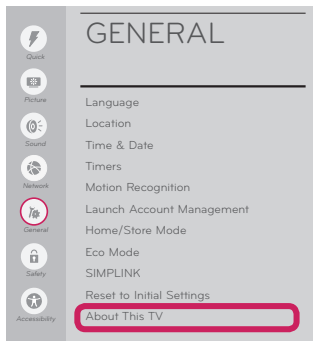 Quick
Picture
Sound
Network
General
Safety
Accessibility
GENERAL
Language
Location
Time & Date
Timers
Motion Recognition
Launch Account Management
Home/Store Mode
Eco Mode
SIMPLINK
Reset to Initial Settings
About This TV